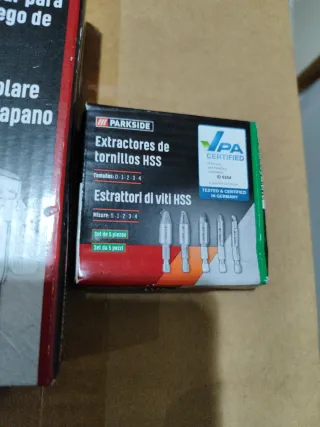 ego de
olare
apano
PARKSIDE
Extractores de
tornillos HSS
Tamaños: 0 · 1 · 2 · 3 · 4
Estrattori di viti HSS
Misure: 0 · 1 · 2 · 3 · 4
Set de 5 piezas
Set da 5 pezzi
VPA
CERTIFIED
TESTED & CERTIFIED
IN GERMANY